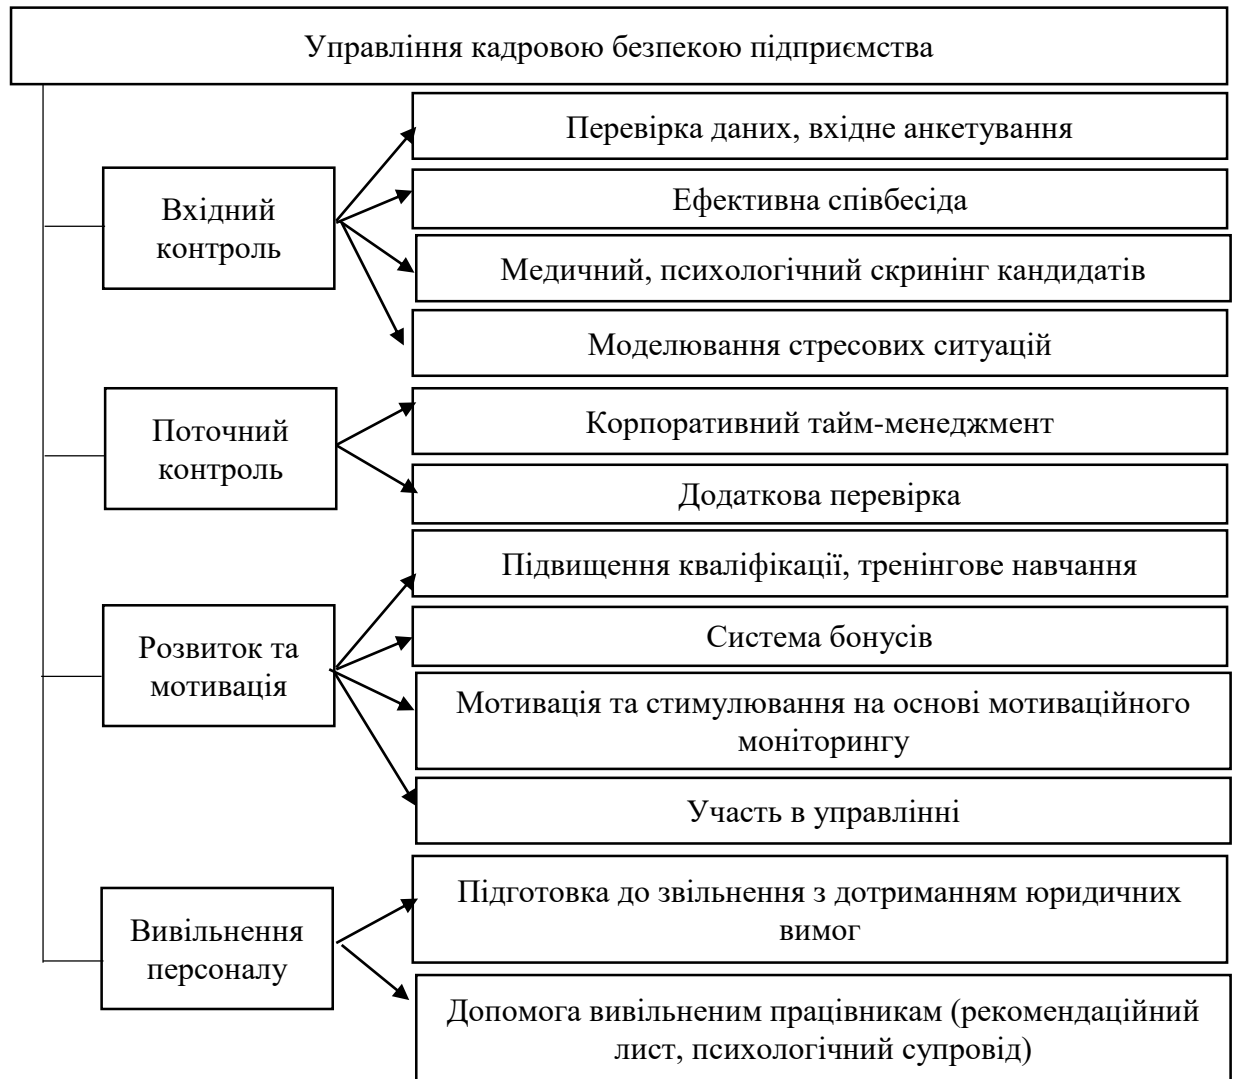 Управління кадровою безпекою підприємства
Вхідний
контроль
Перевірка даних, вхідне анкетування
Ефективна співбесіда
Медичний, психологічний скринінг кандидатів
Моделювання стресових ситуацій
Поточний
контроль
Корпоративний тайм-менеджмент
Додаткова перевірка
Розвиток та
мотивація
Підвищення кваліфікації, тренінгове навчання
Система бонусів
Мотивація та стимулювання на основі мотиваційного
моніторингу
Участь в управлінні
Вивільнення
персоналу
Підготовка до звільнення з дотриманням юридичних
вимог
Допомога вивільненим працівникам (рекомендаційний
лист, психологічний супровід)